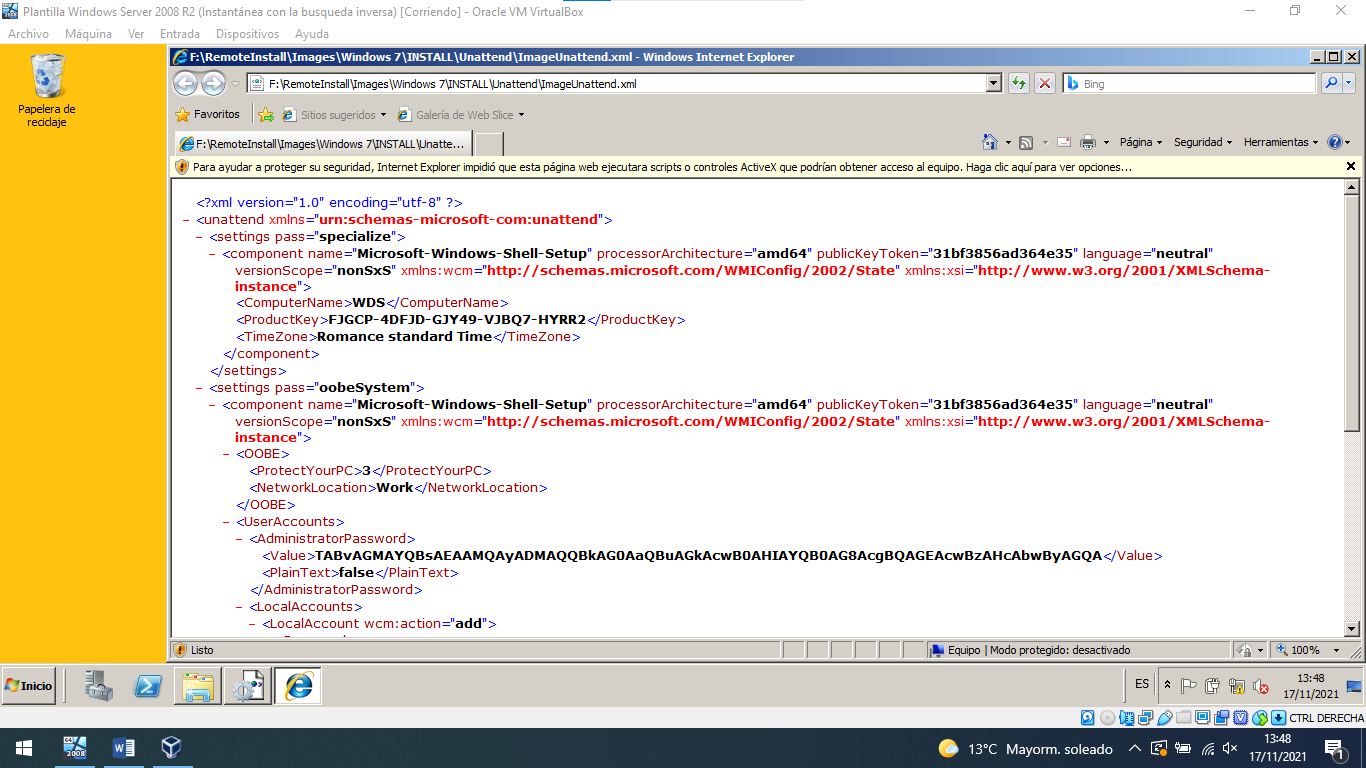 Plantilla Windows Server 2008 R2 (Instantánea con la busqueda inversa) [Corriendo] - Oracle VM VirtualBox
Archivo Máquina Ver Entrada Dispositivos Ayuda
Papelera de
reciclaje
F:\RemoteInstall\Images\Windows 7\INSTALL\Unattend\ImageUnattend.xml - Windows Internet Explorer
F:\RemoteInstall\Images\Windows 7\INSTALL\Unattend\ImageUnattend.xml
Bing
Favoritos Sitios sugeridos Galería de Web Slice
F:\RemoteInstall\Images\Windows 7\INSTALL\Unatte...
Página Seguridad Herramientas
Para ayudar a proteger su seguridad, Internet Explorer impidió que esta página web ejecutara scripts o controles ActiveX que podrían obtener acceso al equipo. Haga clic aquí para ver opciones...
<?xml version="1.0" encoding="utf-8" ?>
- <unattend xmlns="urn:schemas-microsoft-com:unattend">
- <settings pass="specialize">
- <component name="Microsoft-Windows-Shell-Setup" processorArchitecture="amd64" publicKeyToken="31bf3856ad364e35" language="neutral"
versionScope="nonSxS" xmlns:wcm="http://schemas.microsoft.com/WMIConfig/2002/State" xmlns:xsi="http://www.w3.org/2001/XMLSchema-
instance">
<ComputerName>WDS</ComputerName>
<ProductKey>FJGCP-4DFJD-GJY49-VJBQ7-HYRR2</ProductKey>
<TimeZone>Romance standard Time</TimeZone>
</component>
</settings>
- <settings pass="oobeSystem">
- <component name="Microsoft-Windows-Shell-Setup" processorArchitecture="amd64" publicKeyToken="31bf3856ad364e35" language="neutral"
versionScope="nonSxS" xmlns:wcm="http://schemas.microsoft.com/WMIConfig/2002/State" xmlns:xsi="http://www.w3.org/2001/XMLSchema-
instance">
- <OOBE>
<ProtectYourPC>3</ProtectYourPC>
<NetworkLocation>Work</NetworkLocation>
</OOBE>
- <UserAccounts>
- <AdministratorPassword>
<Value>TABvAGMAYQBsAEAAMQAyADMAQQBkAG0AaQBuAGkAcwB0AHIAYQB0AG8AcgBQAGEAcwBzAHcAbwByAGQA</Value>
<PlainText>false</PlainText>
</AdministratorPassword>
- <LocalAccounts>
- <LocalAccount wcm:action="add">
Listo
Equipo | Modo protegido: desactivado
100%
Inicio
ES
13:48
17/11/2021
CTRL DERECHA
2008
13°C Mayorm. soleado
13:48
17/11/2021
1